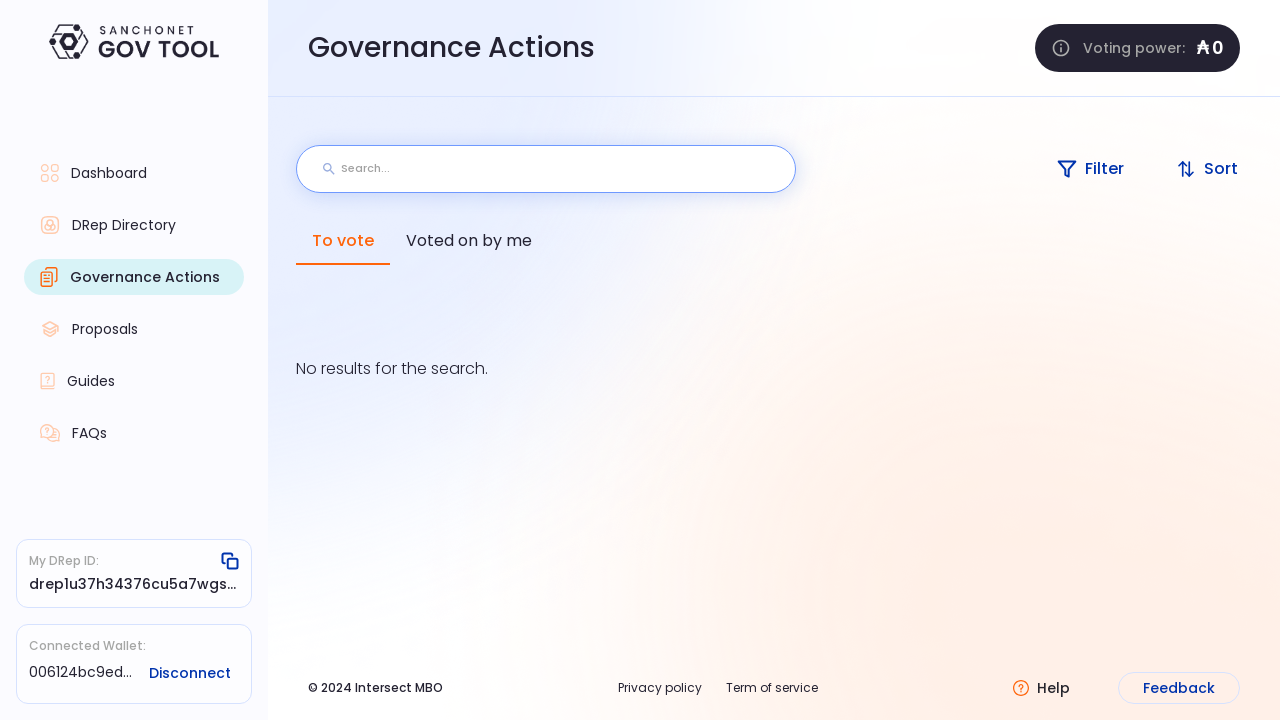 SANCHONET
GOV TOOL
Governance Actions
Voting power: ₳ 0
Dashboard
DRep Directory
Governance Actions
Proposals
Guides
FAQs
Search...
Filter
Sort
To vote
Voted on by me
No results for the search.
My DRep ID:
drep1u37h34376cu5a7wgs...
Connected Wallet:
006124bc9ed...
Disconnect
© 2024 Intersect MBO
Privacy policy
Term of service
Help
Feedback